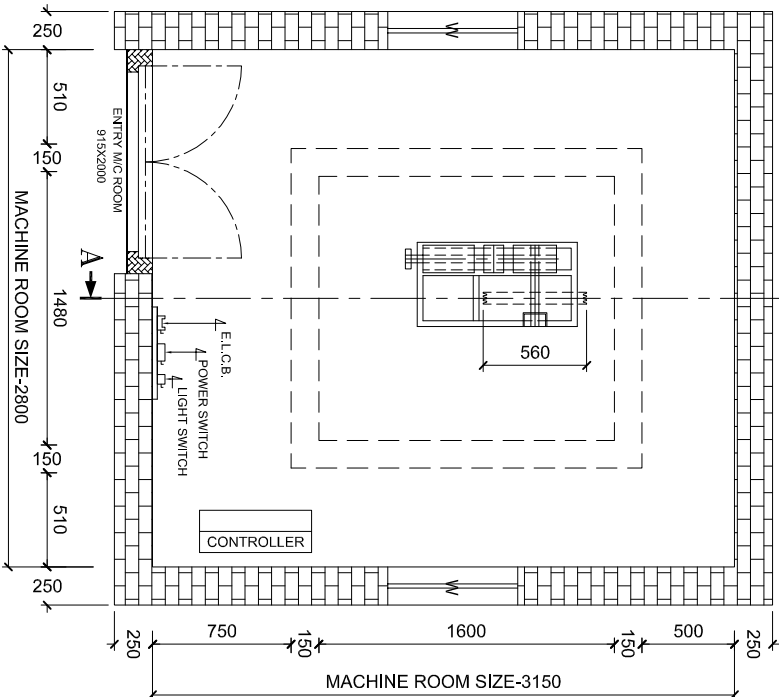 250
510
150
1480
150
510
250
MACHINE ROOM SIZE-2800
ENTRY M/C ROOM
915X2000
A
E.L.C.B.
POWER SWITCH
LIGHT SWITCH
560
CONTROLLER
250
750
150
1600
150
500
250
MACHINE ROOM SIZE-3150